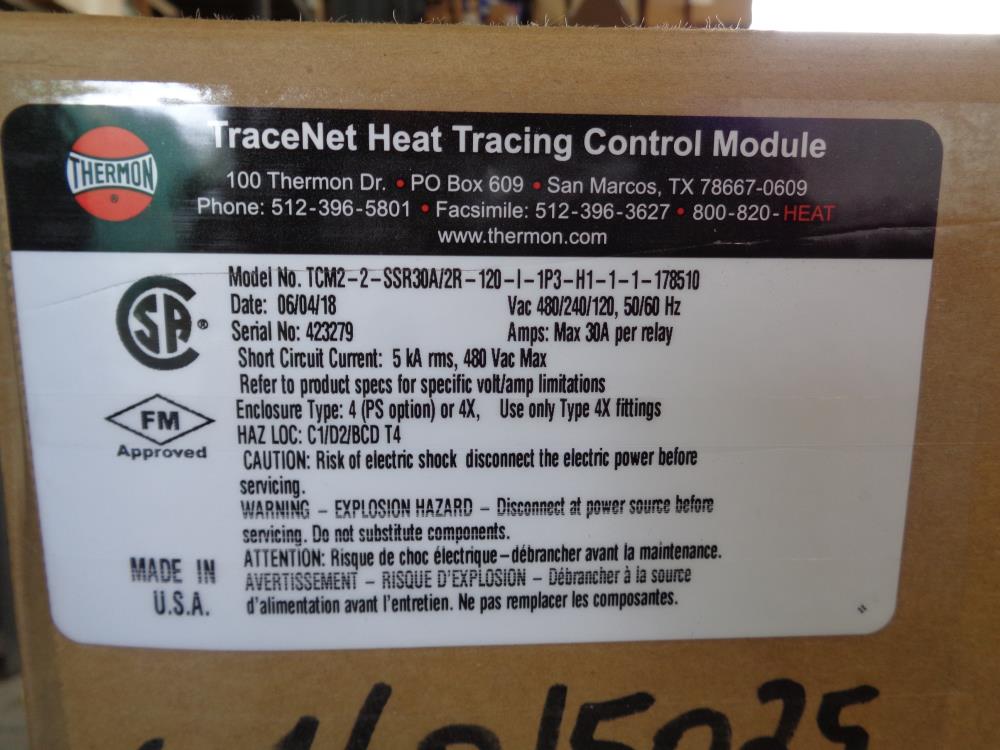 TraceNet Heat Tracing Control Module
THERMON
®
100 Thermon Dr. • PO Box 609 • San Marcos, TX 78667-0609
Phone: 512-396-5801 • Facsimile: 512-396-3627 • 800-820-HEAT
www.thermon.com
Model No. TCM2-2-SSR30A/2R-120-I-1P3-H1-1-1-178510
Date: 06/04/18 Vac 480/240/120, 50/60 Hz
Serial No: 423279 Amps: Max 30A per relay
SA ®
Short Circuit Current: 5 kA rms, 480 Vac Max
Refer to product specs for specific volt/amp limitations
Enclosure Type: 4 (PS option) or 4X, Use only Type 4X fittings
FM
Approved
HAZ LOC: C1/D2/BCD T4
CAUTION: Risk of electric shock disconnect the electric power before
servicing.
WARNING - EXPLOSION HAZARD - Disconnect at power source before
servicing. Do not substitute components.
ATTENTION: Risque de choc électrique-débrancher avant la maintenance.
AVERTISSEMENT - RISQUE D'EXPLOSION - Débrancher à la source
d'alimentation avant l'entretien. Ne pas remplacer les composantes.
MADE IN
U.S.A.